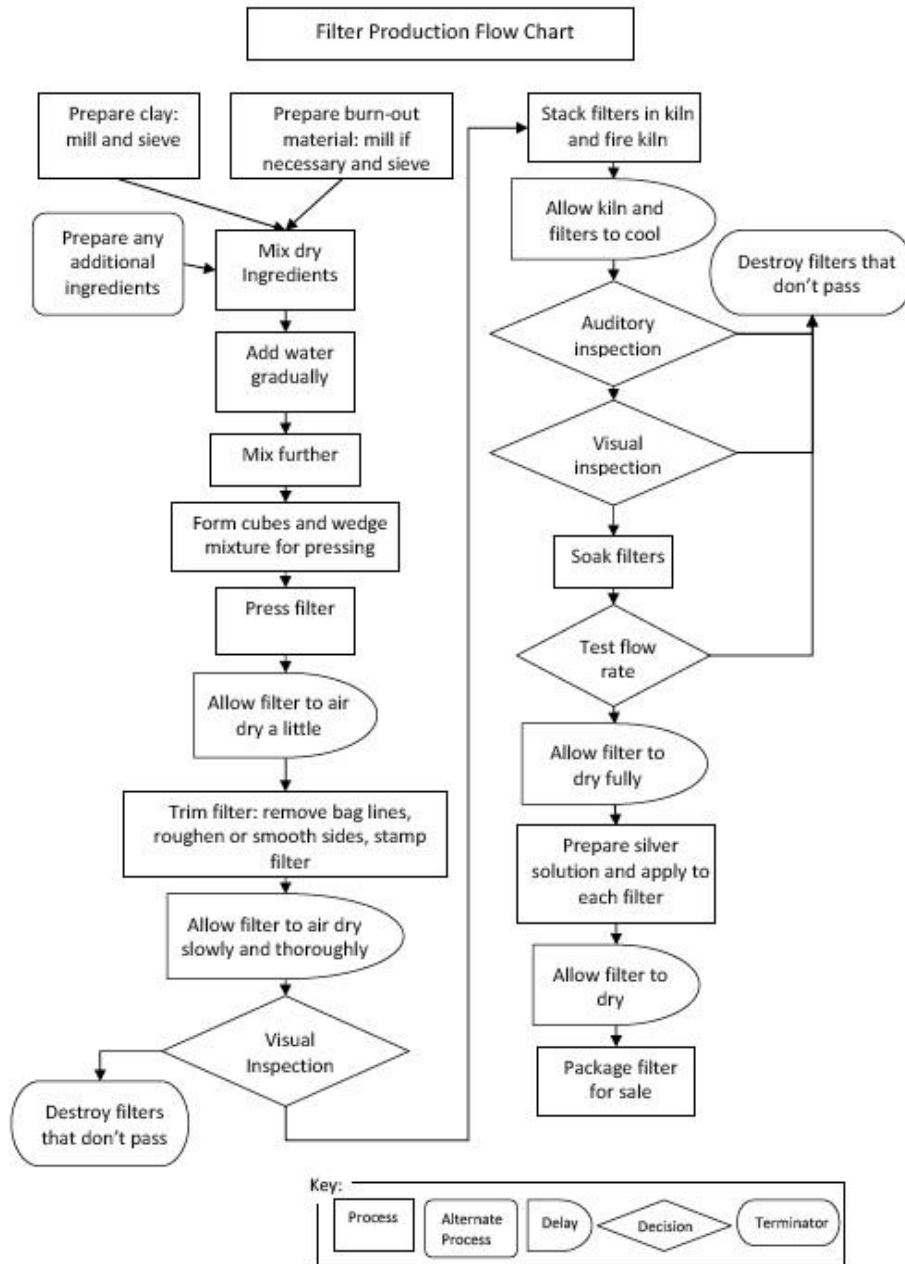 Filter Production Flow Chart
Prepare clay:
mill and sieve
Prepare burn-out
material: mill if
necessary and sieve
Prepare any
additional
ingredients
Mix dry
Ingredients
Add water
gradually
Mix further
Form cubes and wedge
mixture for pressing
Press filter
Allow filter to air
dry a little
Trim filter: remove bag lines,
roughen or smooth sides, stamp
filter
Allow filter to air dry
slowly and thoroughly
Visual
Inspection
Destroy filters
that don't pass
Stack filters in kiln
and fire kiln
Allow kiln and
filters to cool
Destroy filters that
don't pass
Auditory
inspection
Visual
inspection
Soak filters
Test flow
rate
Allow filter to
dry fully
Prepare silver
solution and apply to
each filter
Allow filter to
dry
Package filter
for sale
Key:
Process
Alternate
Process
Delay
Decision
Terminator